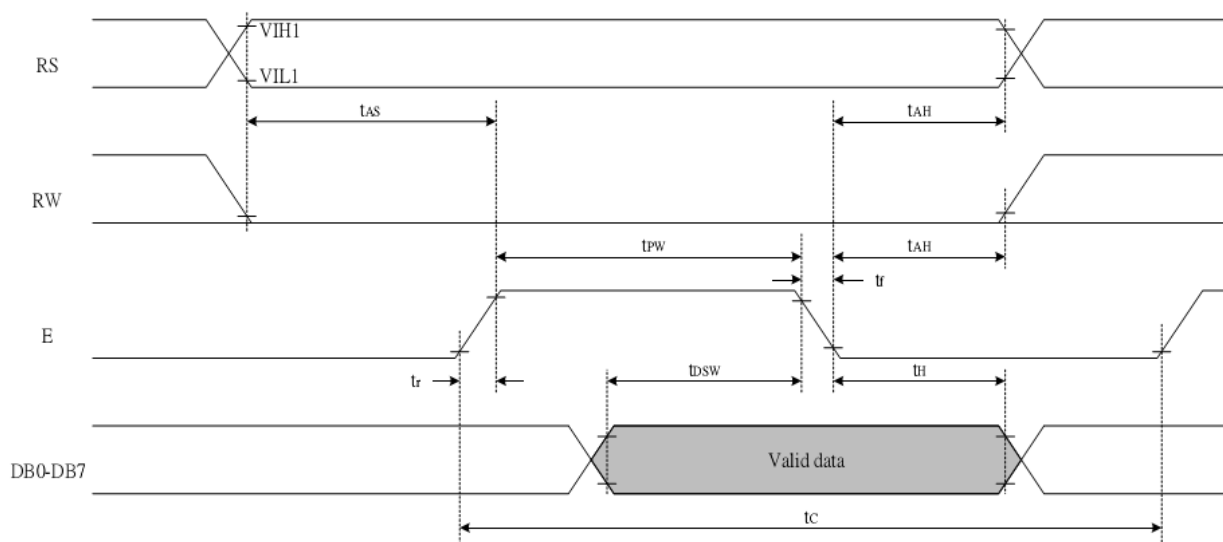 VIH1
RS
VIL1
tAS
tAH
RW
tPW
tAH
tf
E
tr
tDSW
tH
DB0-DB7
Valid data
tC